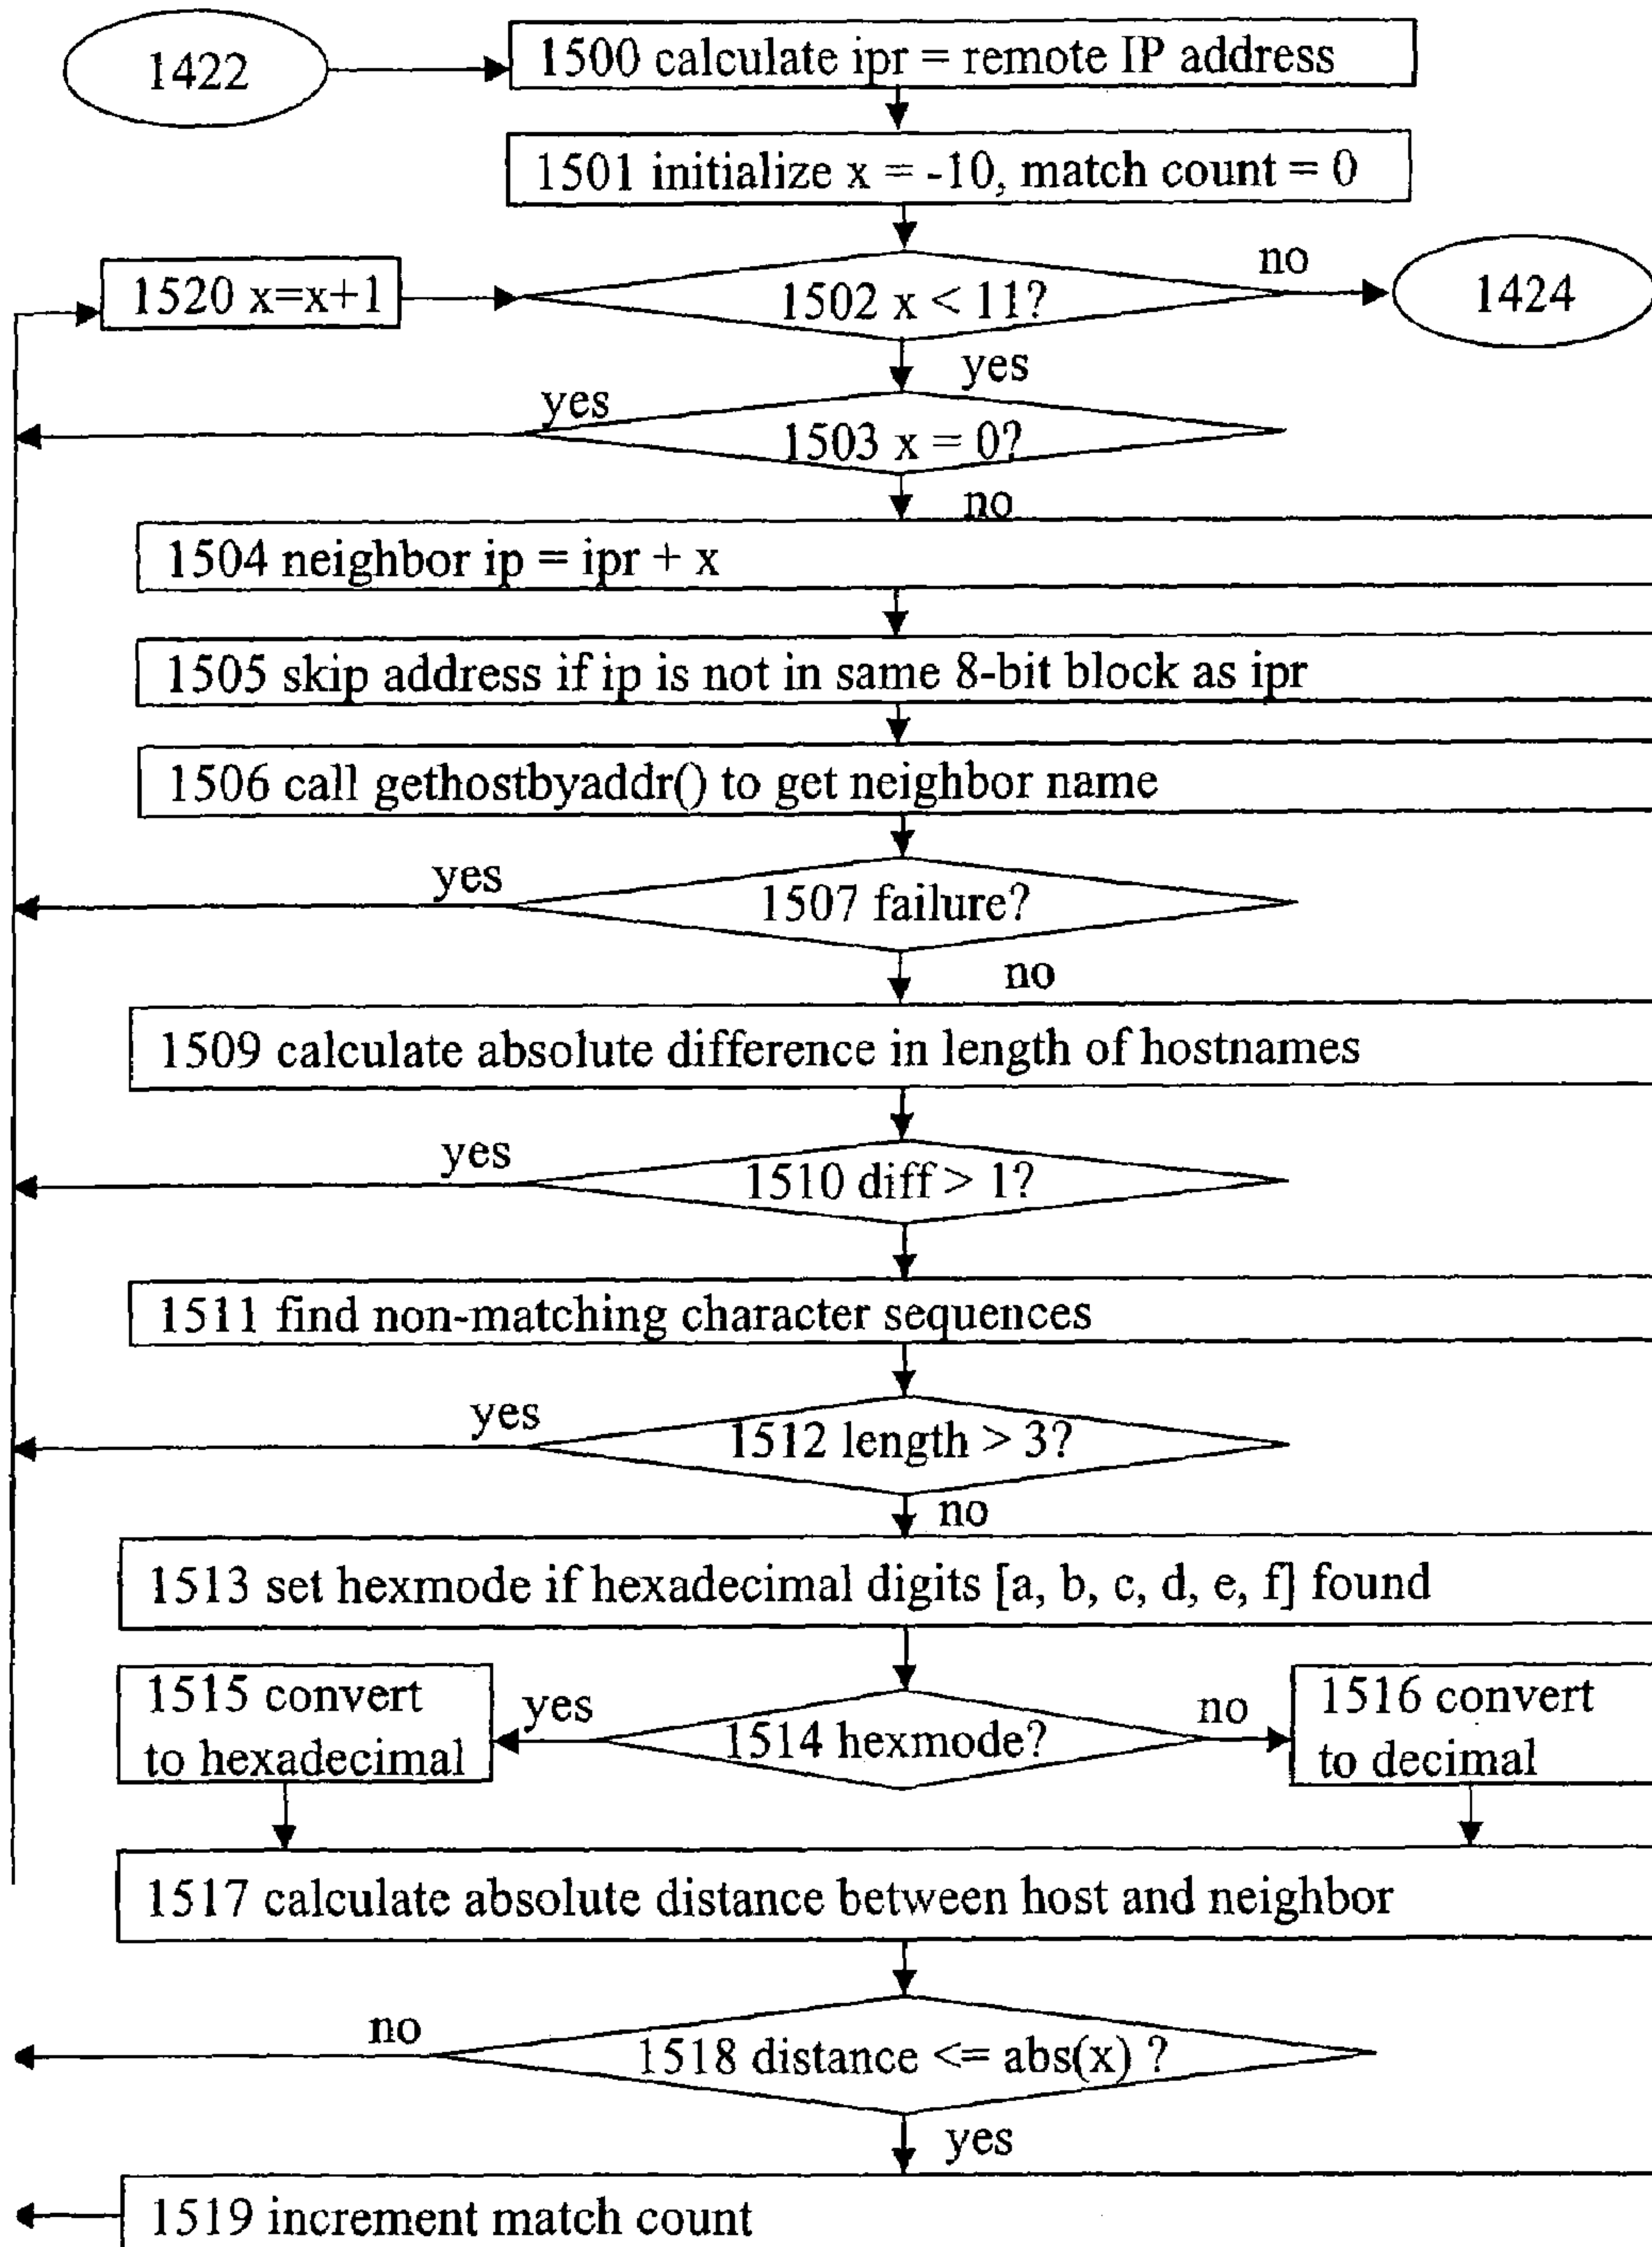 1422
1500 calculate ipr = remote IP address
1501 initialize x = -10, match count = 0
1520 x=x+1
1502 x < 11?
no
1424
yes
yes
1503 x = 0?
no
1504 neighbor ip = ipr + x
1505 skip address if ip is not in same 8-bit block as ipr
1506 call gethostbyaddr() to get neighbor name
yes
1507 failure?
no
1509 calculate absolute difference in length of hostnames
yes
1510 diff > 1?
1511 find non-matching character sequences
yes
1512 length > 3?
no
1513 set hexmode if hexadecimal digits [a, b, c, d, e, f] found
1515 convert
to hexadecimal
yes
1514 hexmode?
no
1516 convert
to decimal
1517 calculate absolute distance between host and neighbor
no
1518 distance <= abs(x) ?
yes
1519 increment match count